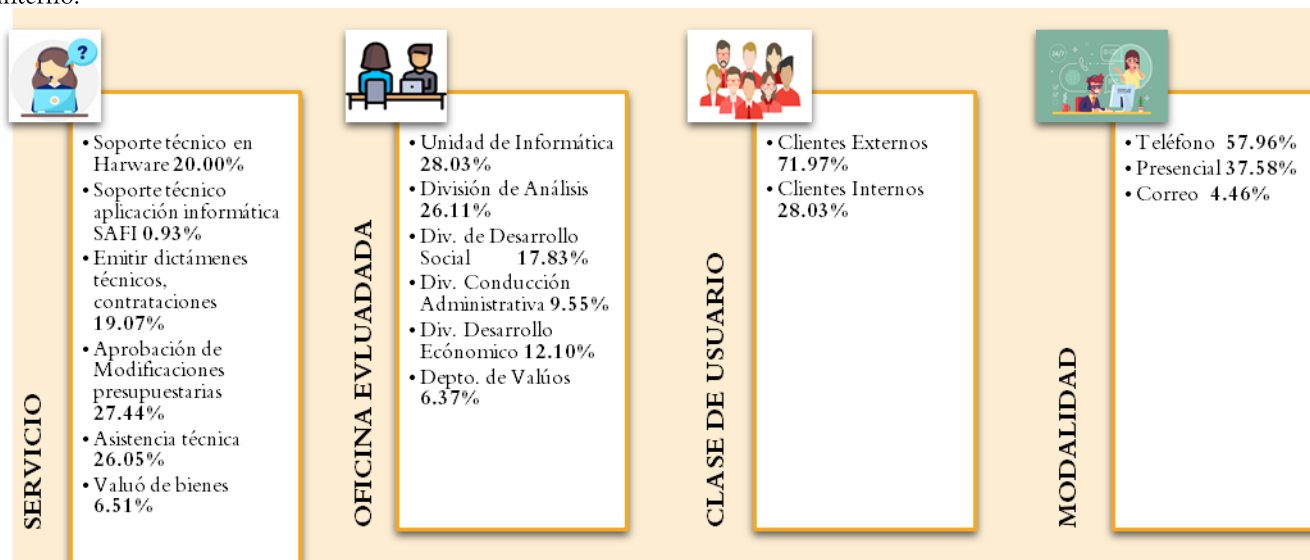 interno.
SERVICIO
• Soporte técnico en
Harware 20.00%
• Soporte técnico
aplicación informática
SAFI 0.93%
• Emitir dictámenes
técnicos,
contrataciones
19.07%
• Aprobación de
Modificaciones
presupuestarias
27.44%
• Asistencia técnica
26.05%
• Valuó de bienes
6.51%
OFICINA EVLUADADA
• Unidad de Informática
28.03%
• División de Análisis
26.11%
• Div. de Desarrollo
Social 17.83%
• Div. Conducción
Administrativa 9.55%
• Div. Desarrollo
Ecónomico 12.10%
• Depto. de Valúos
6.37%
CLASE DE USUARIO
• Clientes Externos
71.97%
• Clientes Internos
28.03%
MODALIDAD
24/7
• Teléfono 57.96%
• Presencial 37.58%
• Correo 4.46%